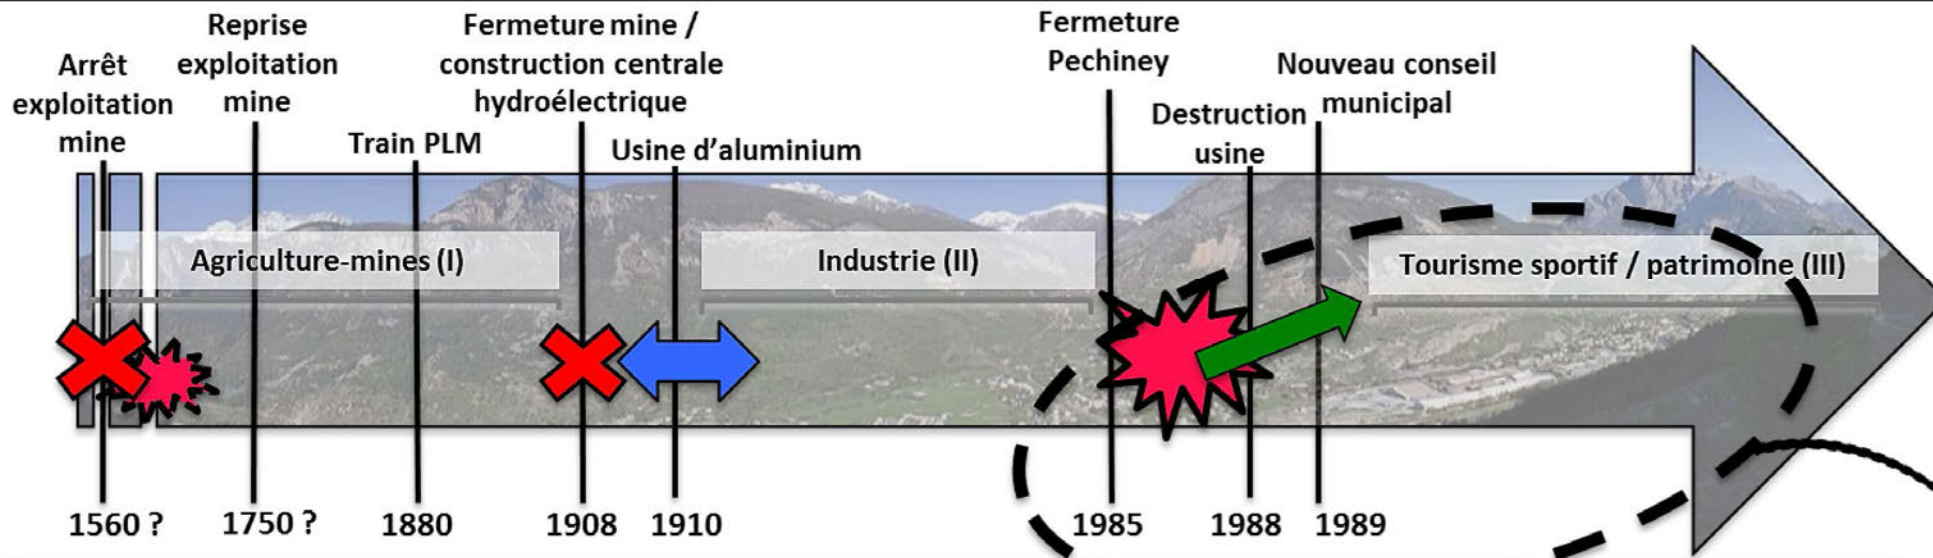 Arrêt
exploitation
mine
Reprise
exploitation
mine
Train PLM
Fermeture mine /
construction centrale
hydroélectrique
Usine d’aluminium
Fermeture
Pechiney
Destruction
usine
Nouveau conseil
municipal
Agriculture-mines (I)
Industrie (II)
Tourisme sportif / patrimoine (III)
1560 ?
1750 ?
1880
1908
1910
1985
1988
1989